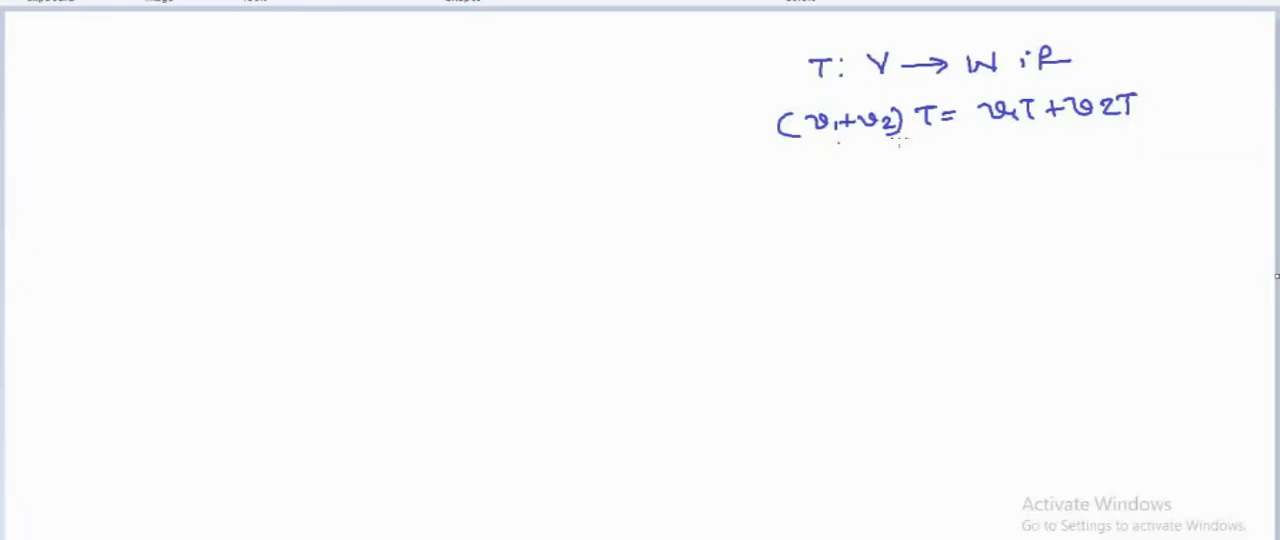 T: V → W if
(v₁+v₂) T = v₁T + v2T
Activate Windows
Go to Settings to activate Windows.